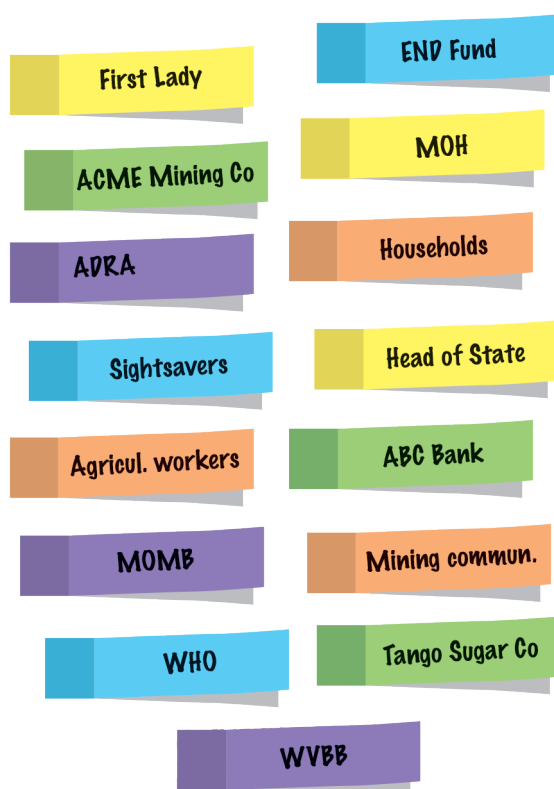 First Lady
END Fund
ACME Mining Co
MOH
ADRA
Households
Sightsavers
Head of State
Agricul. workers
ABC Bank
MOMB
Mining commun.
WHO
Tango Sugar Co
WVBB